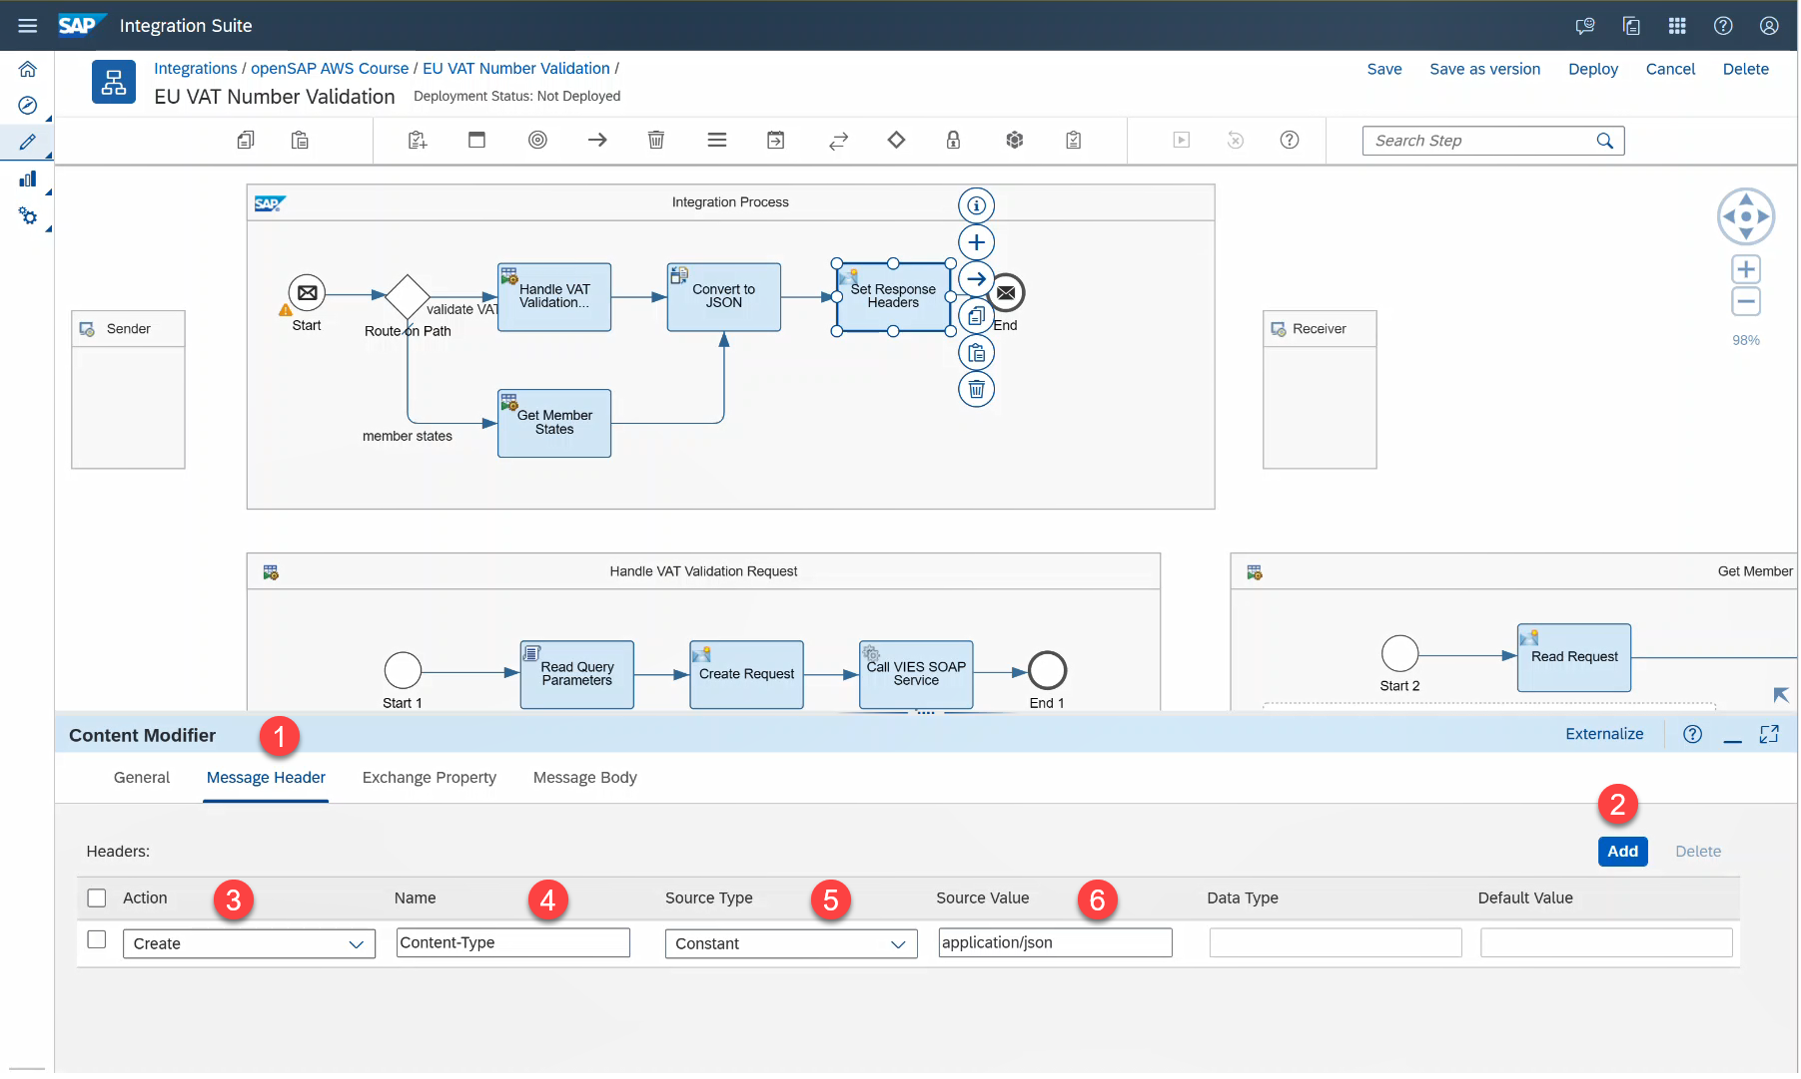 SAP Integration Suite
Integrations / openSAP AWS Course / EU VAT Number Validation /
Save Save as version Deploy Cancel Delete
EU VAT Number Validation Deployment Status: Not Deployed
Search Step
SAP Integration Process
Start
Route on Path
validate VAT
Handle VAT
Validation...
Convert to
JSON
Set Response
Headers
End
Sender
Receiver
98%
member states
Get Member
States
Handle VAT Validation Request
Get Member
Start 1
Read Query
Parameters
Create Request
Call VIES SOAP
Service
End 1
Start 2
Read Request
Content Modifier 1 Externalize
General Message Header Exchange Property Message Body
2
Headers: Add Delete
Action 3 Name 4 Source Type 5 Source Value 6 Data Type Default Value
Create Content-Type Constant application/json